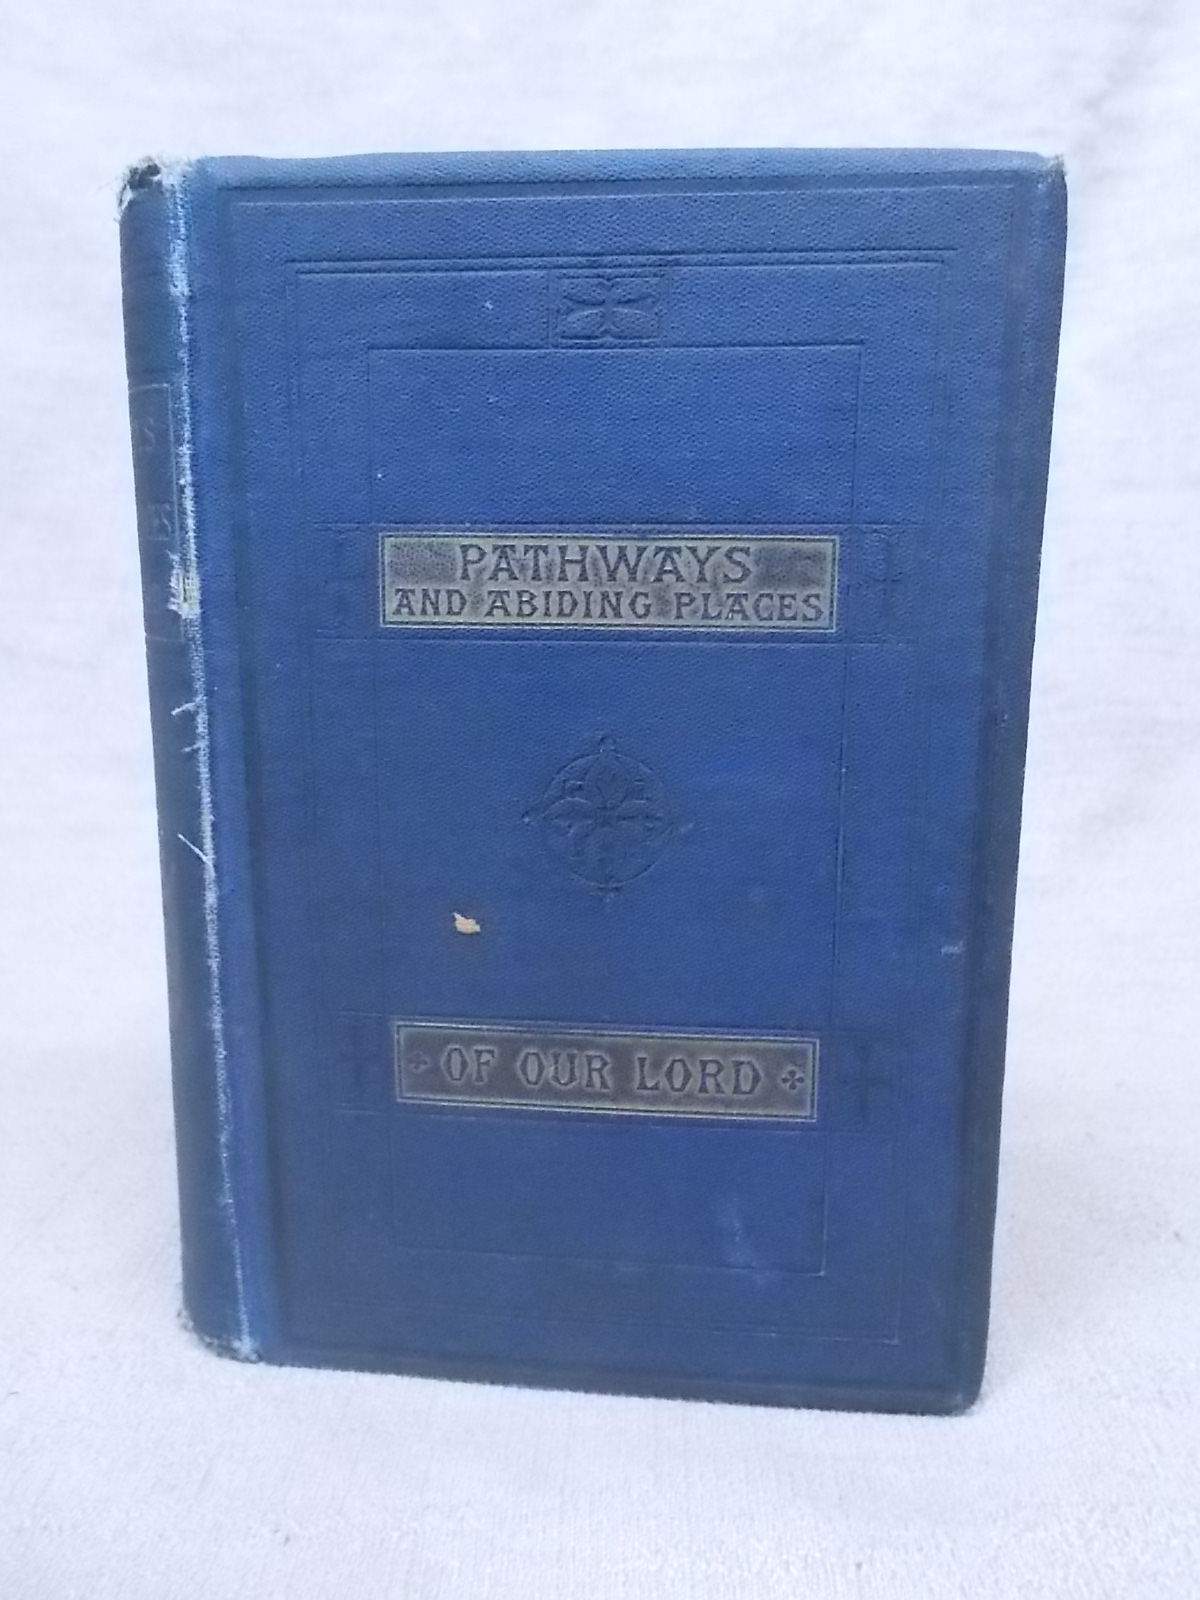 PATHWAYS
AND ABIDING PLACES
OF OUR LORD